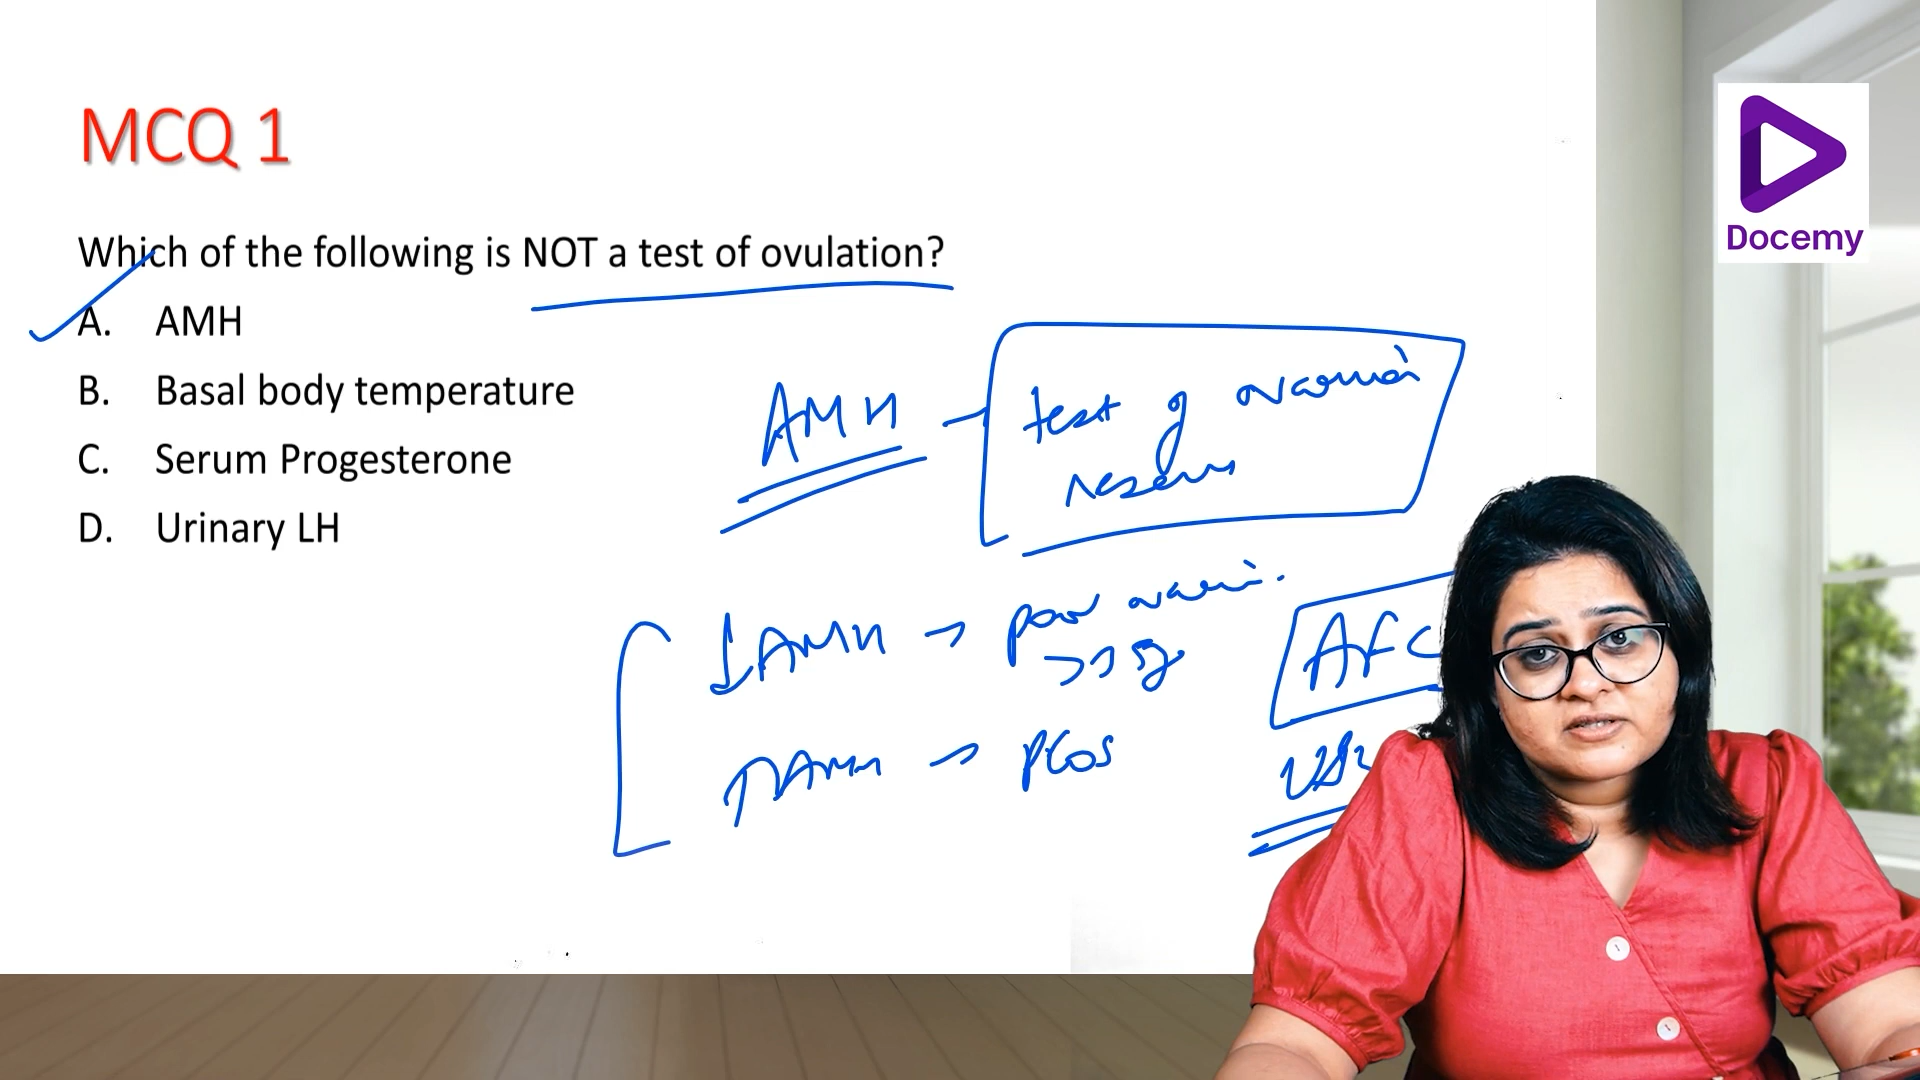 MCQ 1
Docemy
Which of the following is NOT a test of ovulation?
A. AMH
B. Basal body temperature
C. Serum Progesterone
D. Urinary LH
AMH - test of ovarian
reserve
↓AMH → poor ovarian
↑AMH → PCOS
AFC